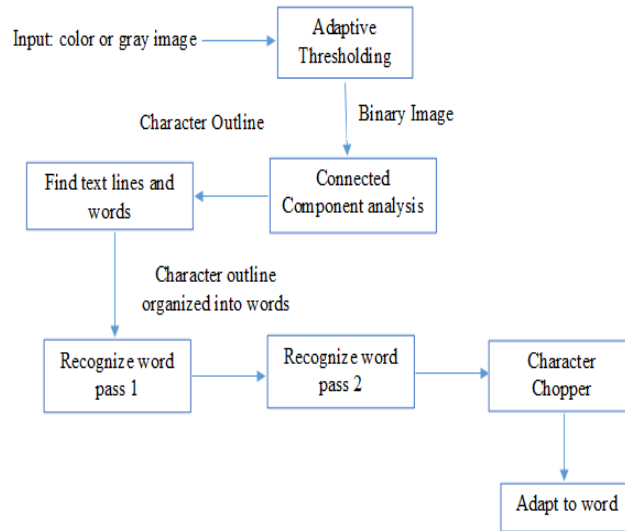 Input: color or gray image
Adaptive
Thresholding
Binary Image
Character Outline
Connected
Component analysis
Find text lines and
words
Character outline
organized into words
Recognize word
pass 1
Recognize word
pass 2
Character
Chopper
Adapt to word